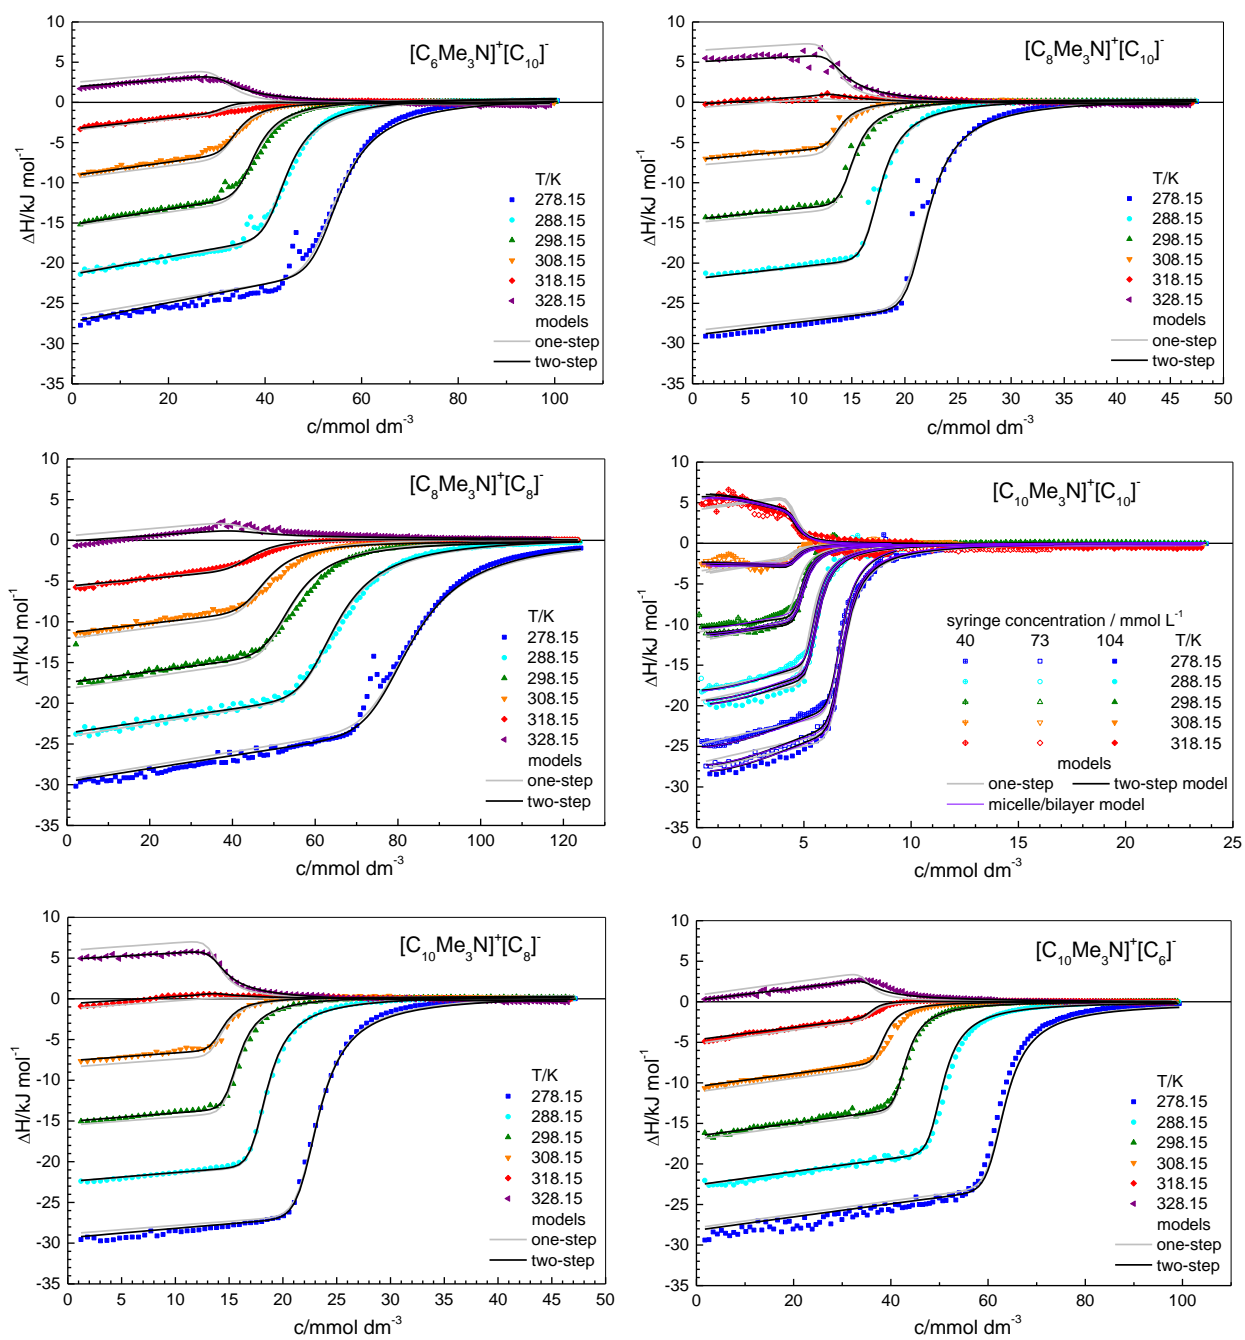 [C6Me3N]+[C10]-
10
5
0
-5
-10
-15
-20
-25
-30
-35
ΔH/kJ mol-1
T/K
278.15
288.15
298.15
308.15
318.15
328.15
models
one-step
two-step
0 20 40 60 80 100
c/mmol dm-3
[C8Me3N]+[C10]-
10
5
0
-5
-10
-15
-20
-25
-30
-35
ΔH/kJ mol-1
T/K
278.15
288.15
298.15
308.15
318.15
328.15
models
one-step
two-step
0 5 10 15 20 25 30 35 40 45 50
c/mmol dm-3
[C8Me3N]+[C8]-
10
5
0
-5
-10
-15
-20
-25
-30
-35
ΔH/kJ mol-1
T/K
278.15
288.15
298.15
308.15
318.15
328.15
models
one-step
two-step
0 20 40 60 80 100 120
c/mmol dm-3
[C10Me3N]+[C10]-
10
5
0
-5
-10
-15
-20
-25
-30
-35
ΔH/kJ mol-1
syringe concentration / mmol L-1
40 73 104 T/K
278.15
288.15
298.15
308.15
318.15
models
one-step two-step model
micelle/bilayer model
0 5 10 15 20 25
c/mmol dm-3
[C10Me3N]+[C8]-
10
5
0
-5
-10
-15
-20
-25
-30
-35
ΔH/kJ mol-1
T/K
278.15
288.15
298.15
308.15
318.15
328.15
models
one-step
two-step
0 5 10 15 20 25 30 35 40 45 50
c/mmol dm-3
[C10Me3N]+[C6]-
10
5
0
-5
-10
-15
-20
-25
-30
-35
ΔH/kJ mol-1
T/K
278.15
288.15
298.15
308.15
318.15
328.15
models
one-step
two-step
0 20 40 60 80 100
c/mmol dm-3